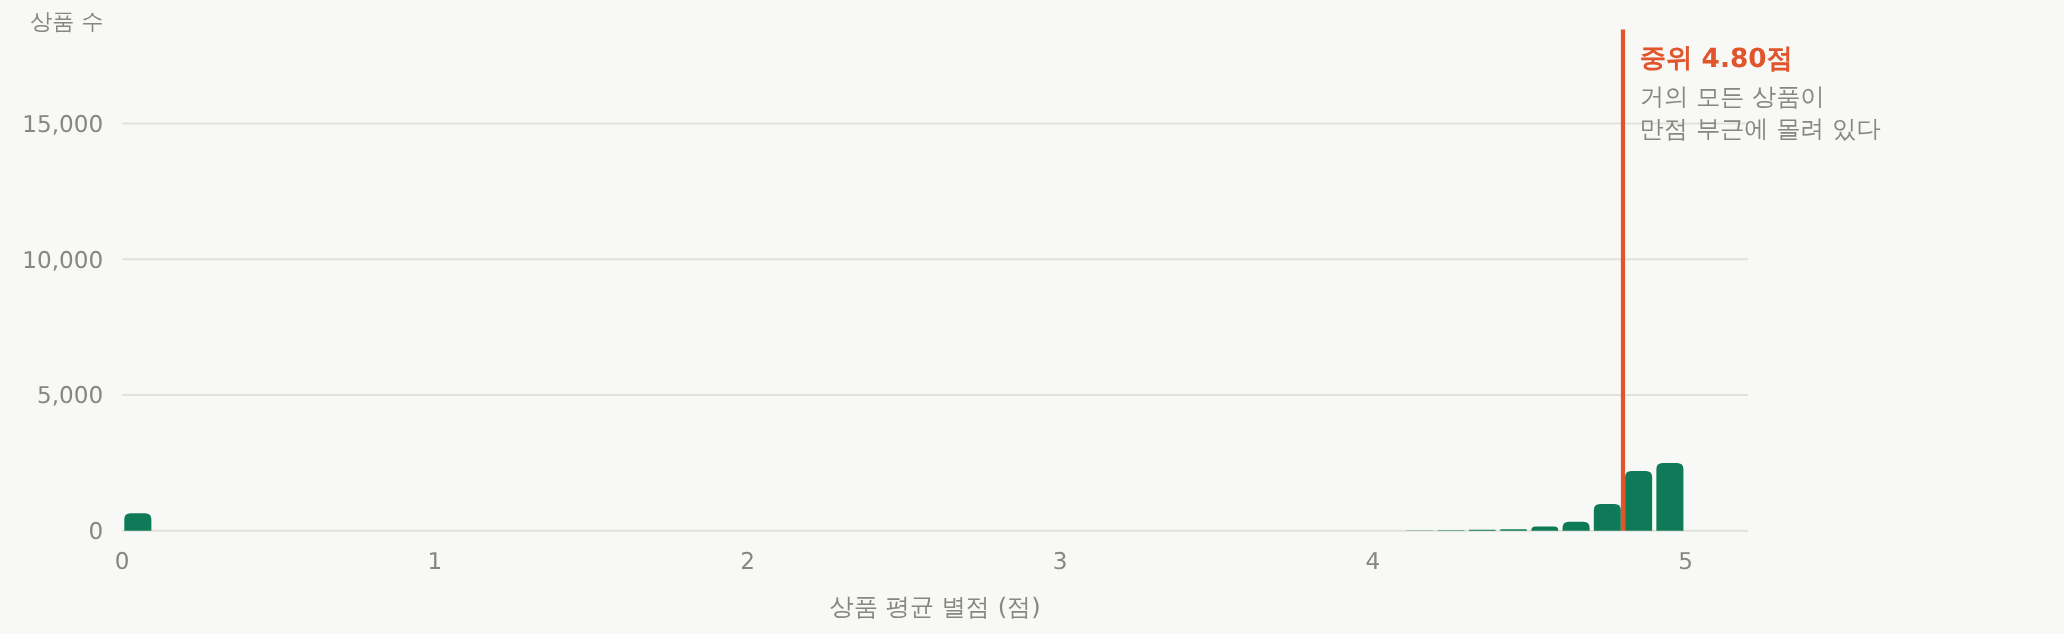 상품 수
중위 4.80점
거의 모든 상품이
만점 부근에 몰려 있다
15,000
10,000
5,000
0
0 1 2 3 4 5
상품 평균 별점 (점)